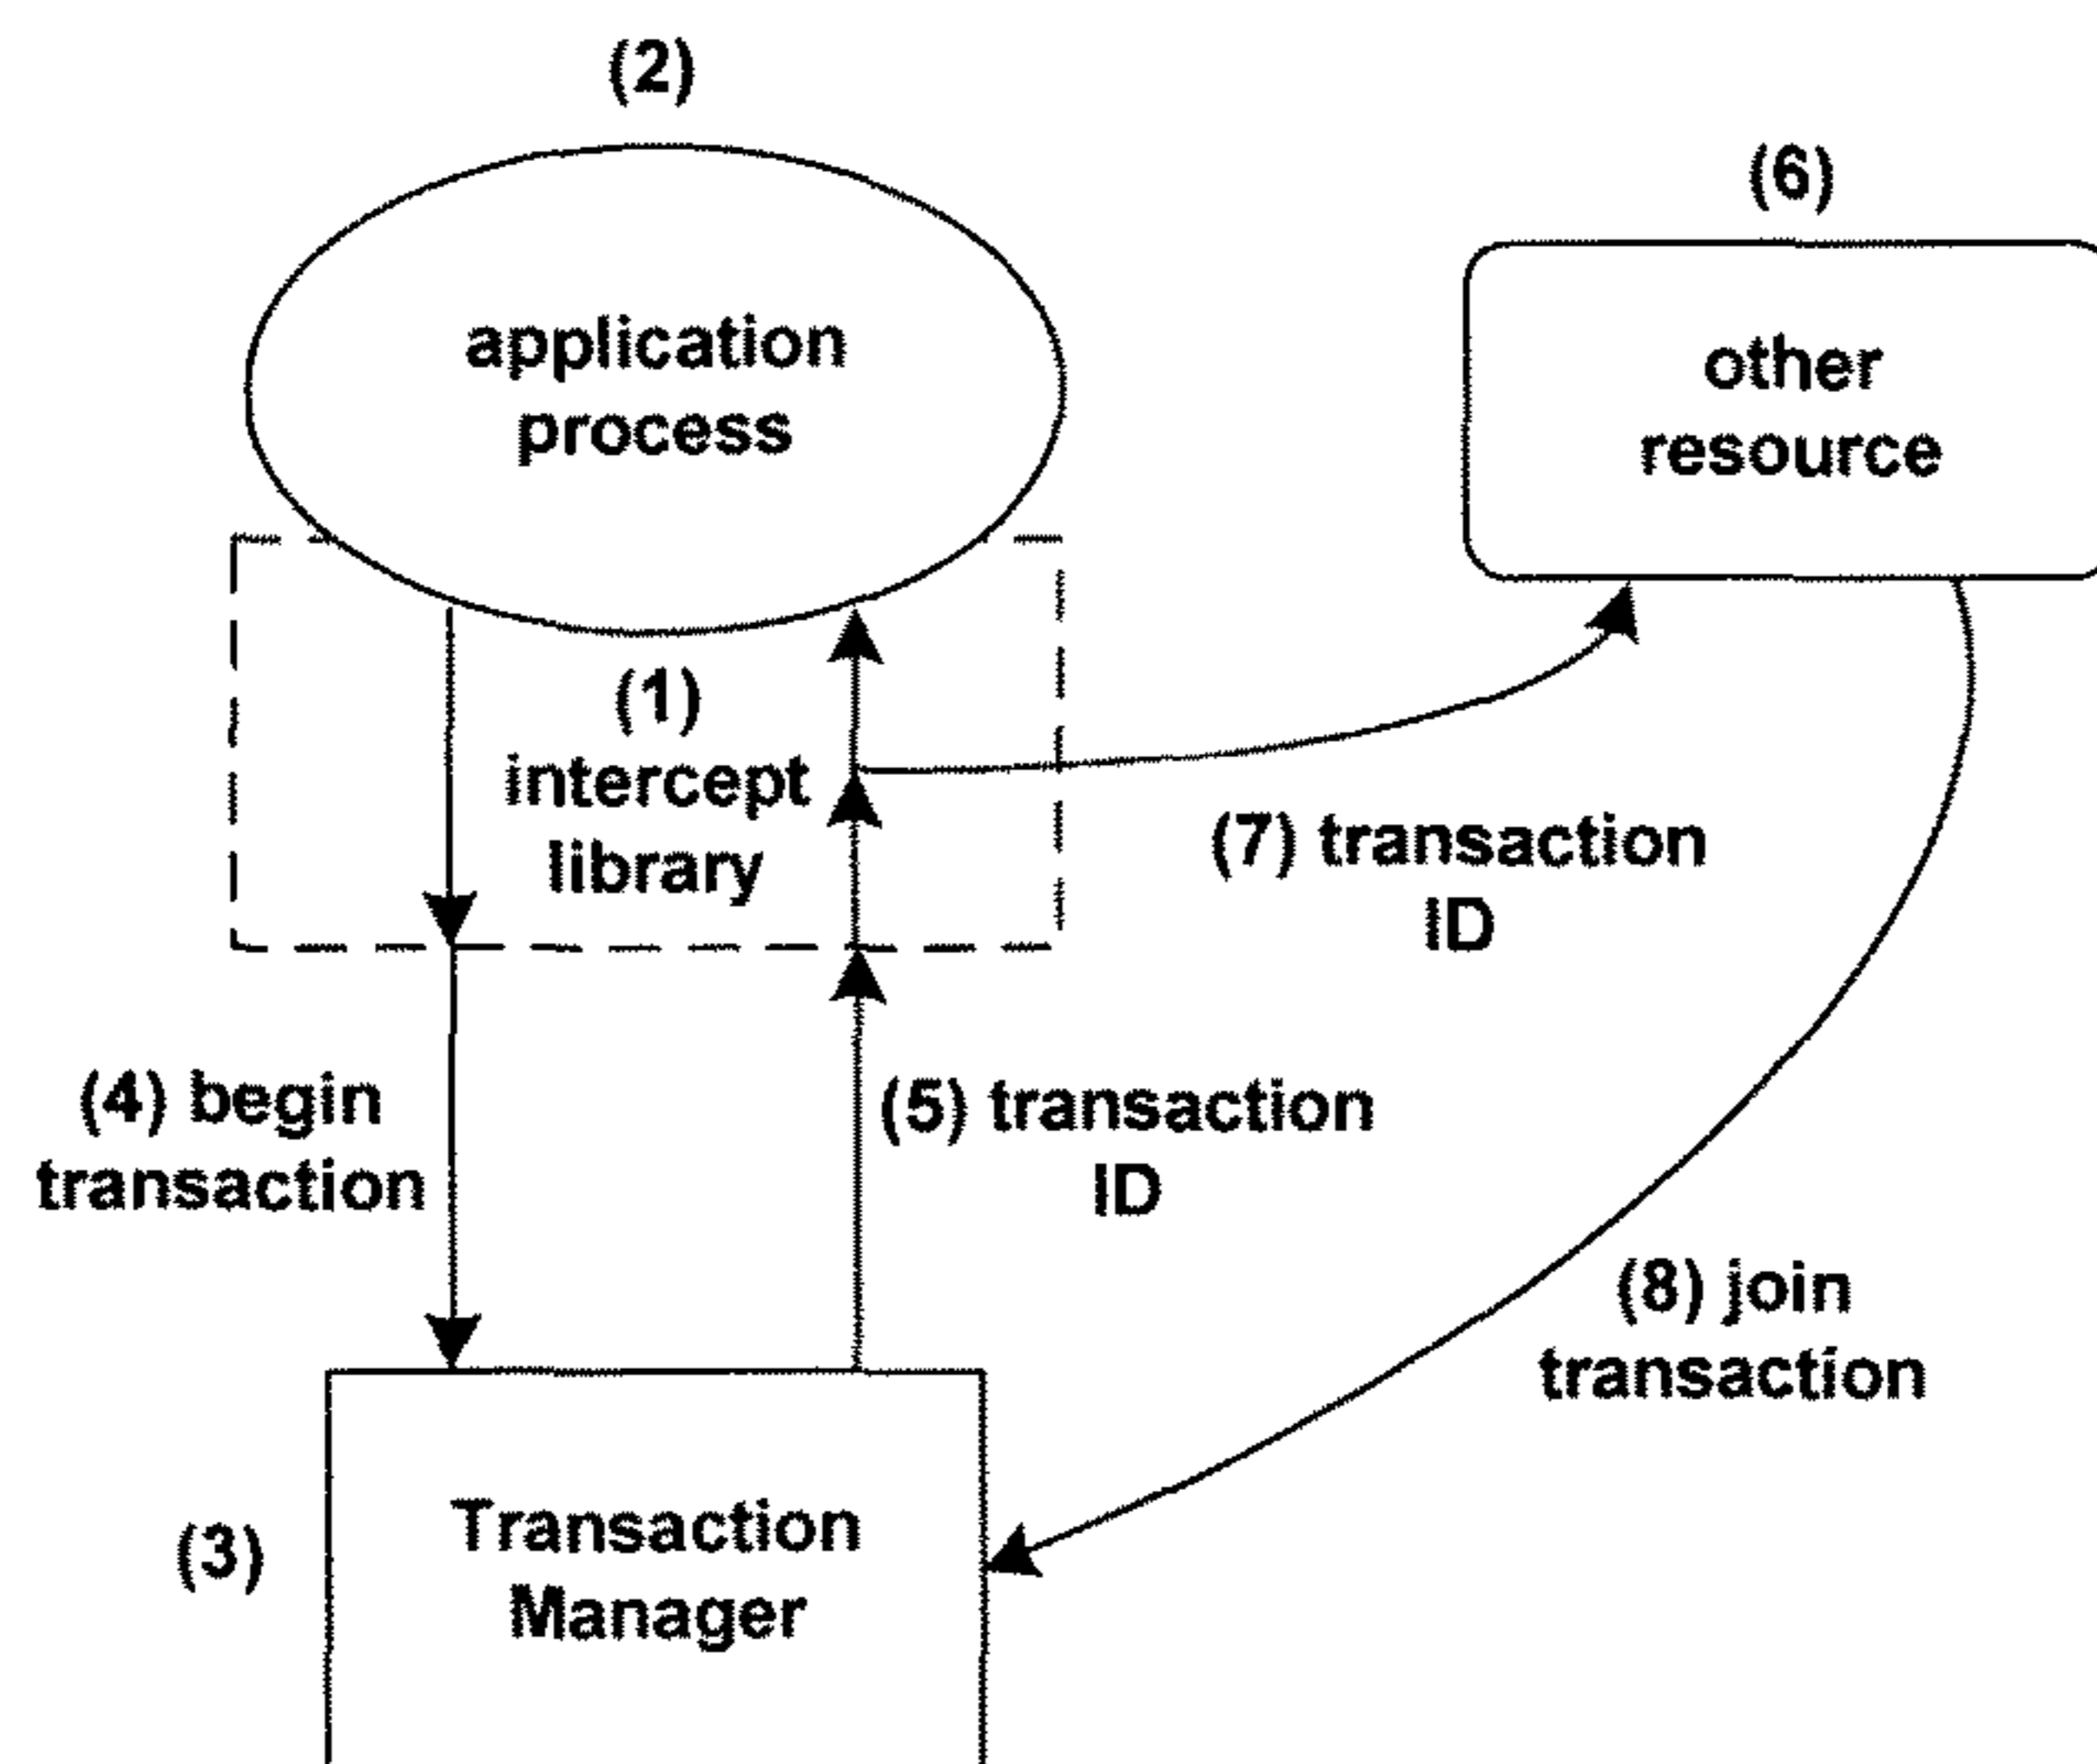 (2)
application
process
(6)
other
resource
(1)
intercept
library
(7) transaction
ID
(4) begin
transaction
(5) transaction
ID
(8) join
transaction
(3)
Transaction
Manager